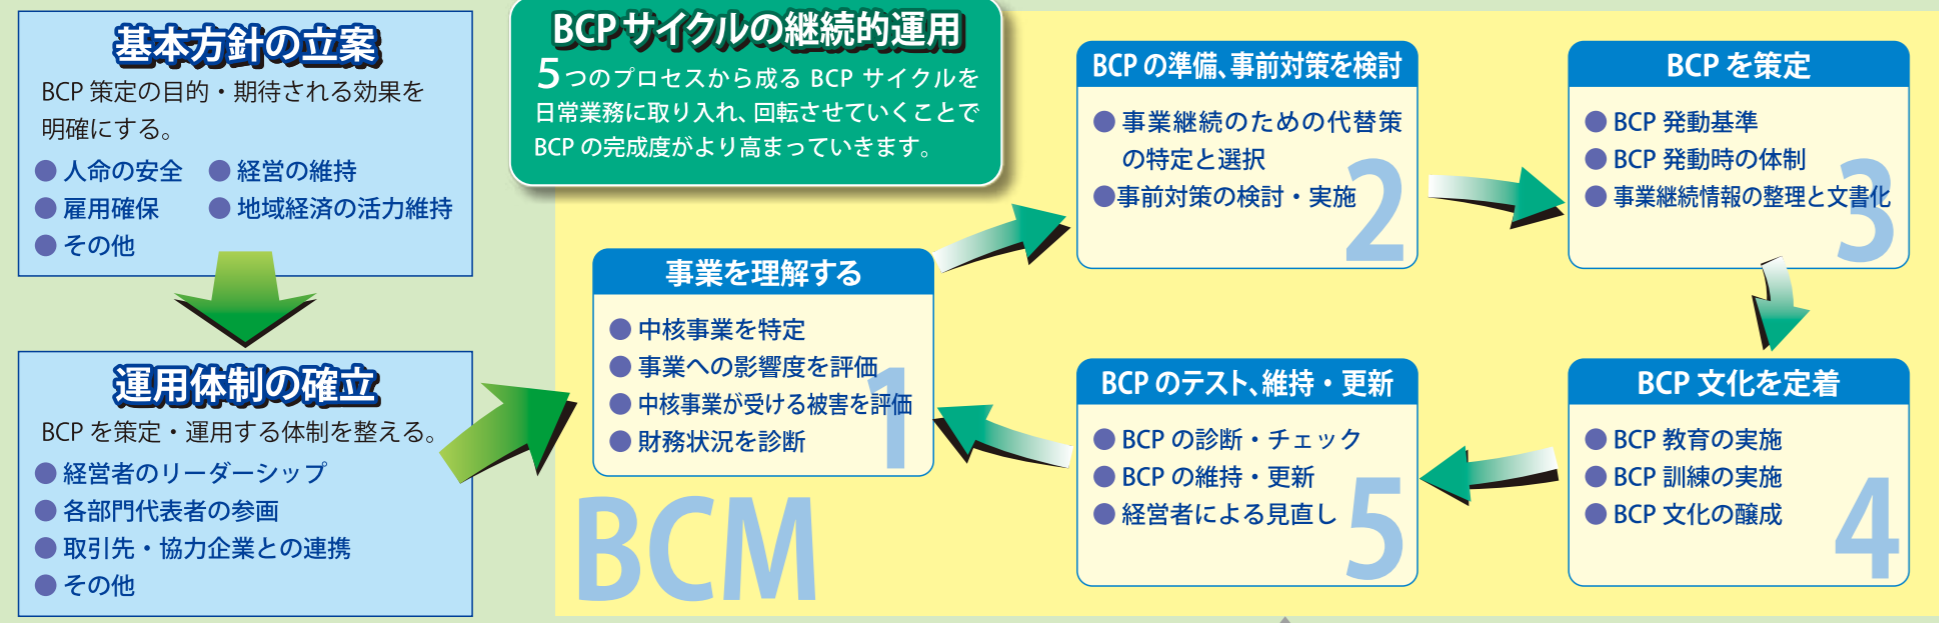 基本方針の立案
BCP 策定の目的・期待される効果を
明確にする。
● 人命の安全 ● 経営の維持
● 雇用確保 ● 地域経済の活力維持
● その他
運用体制の確立
BCP を策定・運用する体制を整える。
● 経営者のリーダーシップ
● 各部門代表者の参画
● 取引先・協力企業との連携
● その他
BCPサイクルの継続的運用
5つのプロセスから成る BCP サイクルを
日常業務に取り入れ、回転させていくことで
BCP の完成度がより高まっていきます。
事業を理解する
● 中核事業を特定
● 事業への影響度を評価
● 中核事業が受ける被害を評価
● 財務状況を診断
1
BCP の準備、事前対策を検討
● 事業継続のための代替策
の特定と選択
●事前対策の検討・実施
2
BCP を策定
● BCP 発動基準
● BCP 発動時の体制
● 事業継続情報の整理と文書化
3
BCP 文化を定着
● BCP 教育の実施
● BCP 訓練の実施
● BCP 文化の醸成
4
BCP のテスト、維持・更新
● BCP の診断・チェック
● BCP の維持・更新
● 経営者による見直し
5
BCM